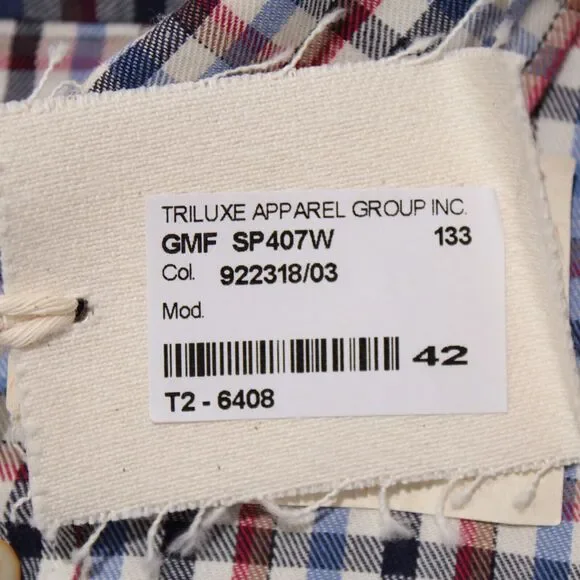 TRILUXE APPAREL GROUP INC.
GMF SP407W 133
Col. 922318/03
Mod.
42
T2 - 6408